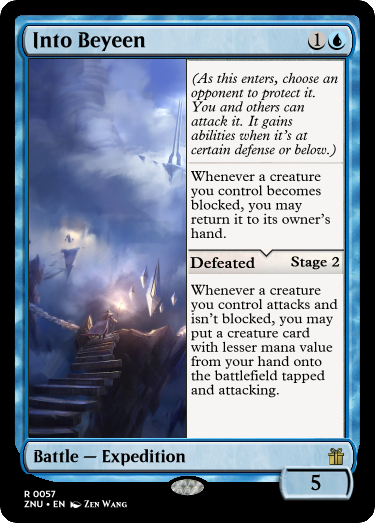 Into Beyeen
1
(As this enters, choose an
opponent to protect it.
You and others can
attack it. It gains
abilities when it's at
certain defense or below.)
Whenever a creature
you control becomes
blocked, you may
return it to its owner's
hand.
Defeated Stage 2
Whenever a creature
you control attacks and
isn't blocked, you may
put a creature card
with lesser mana value
from your hand onto
the battlefield tapped
and attacking.
Battle — Expedition
5
R 0057
ZNU • EN Zen Wang